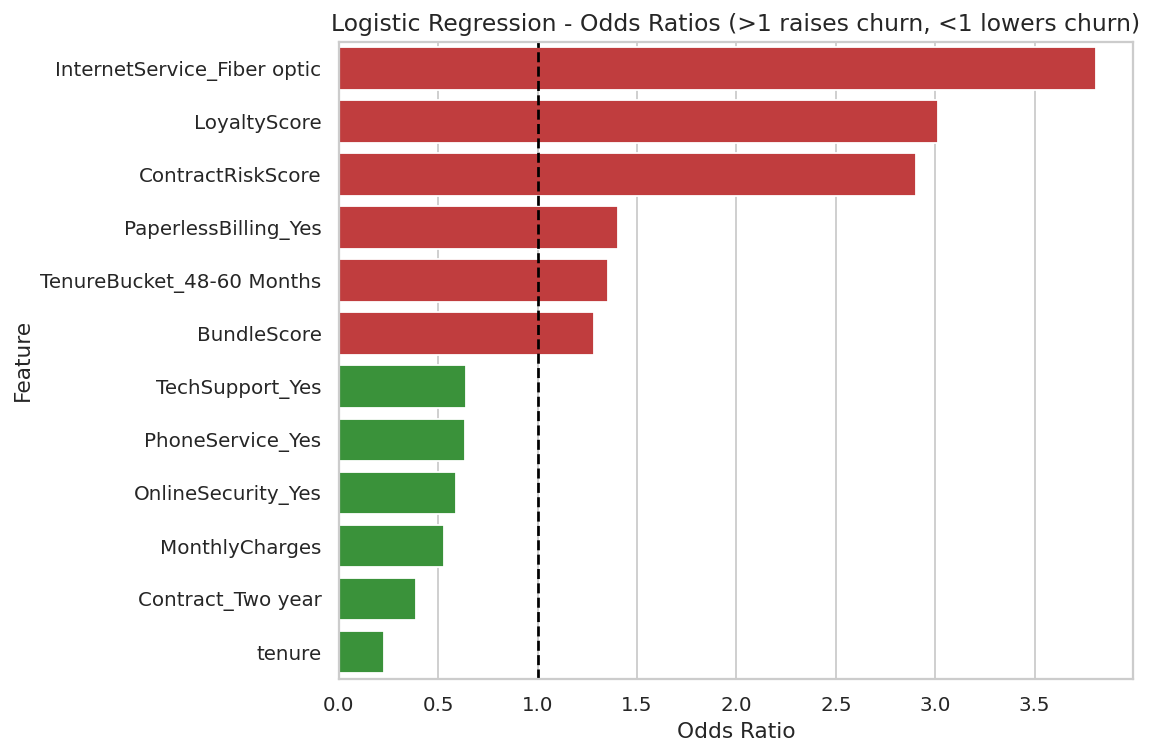 Logistic Regression - Odds Ratios (>1 raises churn, <1 lowers churn)
InternetService_Fiber optic
LoyaltyScore
ContractRiskScore
PaperlessBilling_Yes
TenureBucket_48-60 Months
BundleScore
TechSupport_Yes
PhoneService_Yes
OnlineSecurity_Yes
MonthlyCharges
Contract_Two year
tenure
Feature
0.0 0.5 1.0 1.5 2.0 2.5 3.0 3.5
Odds Ratio